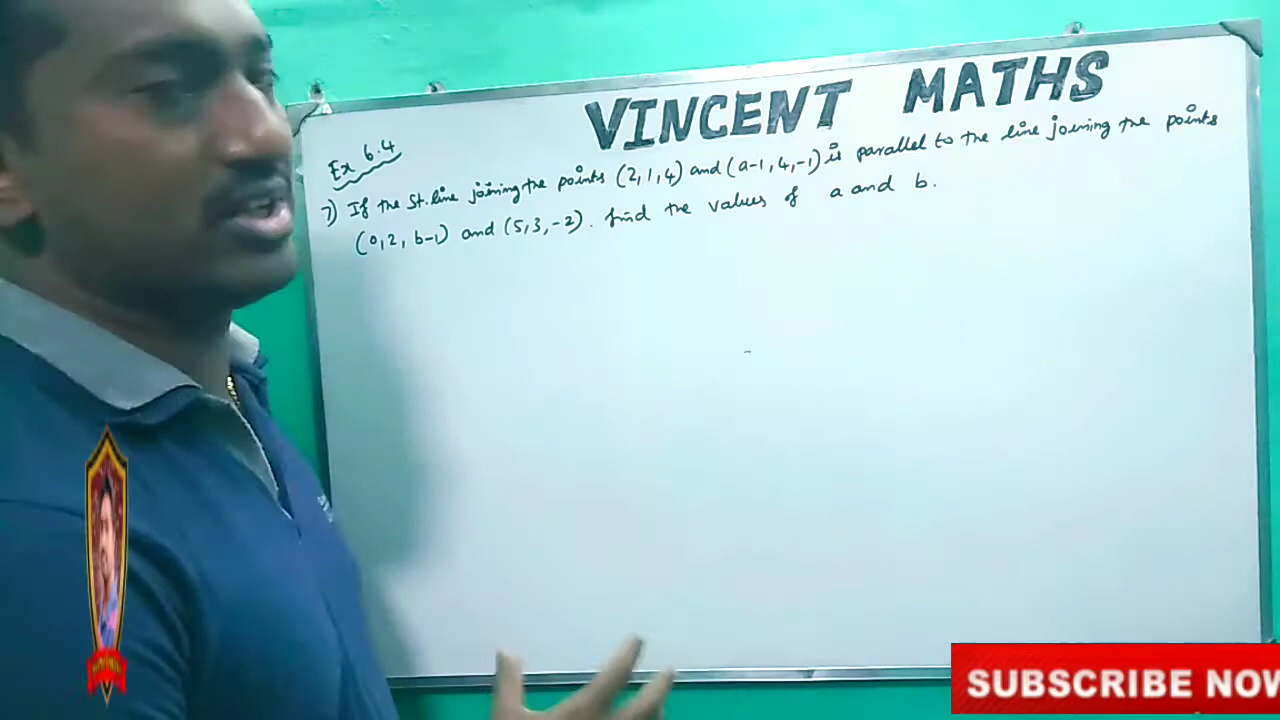 VINCENT MATHS
Ex 6.4
7) If the St.line joining the points (2,1,4) and (a-1,4,-1) is parallel to the line joining the points
(0,2, b-1) and (5,3,-2). find the values of a and b.
SUBSCRIBE NOW